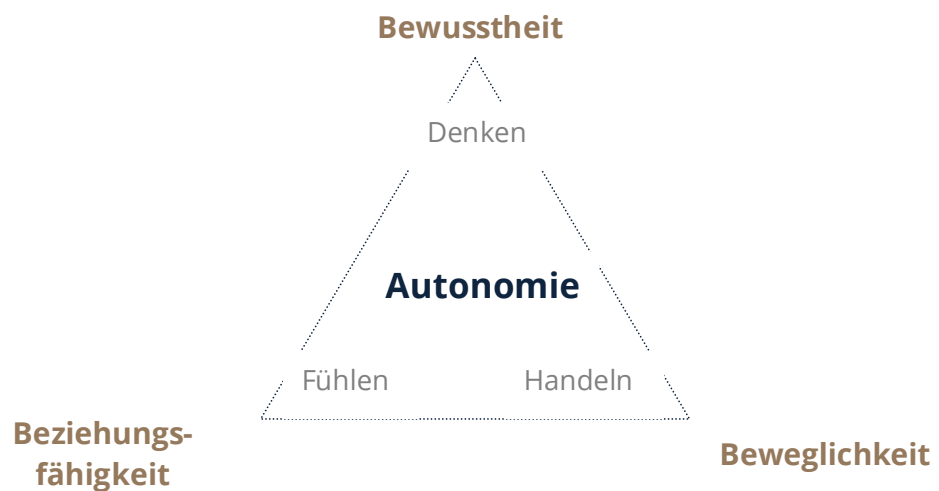 Bewusstheit
Denken
Autonomie
Fühlen
Handeln
Beziehungs-
fähigkeit
Beweglichkeit